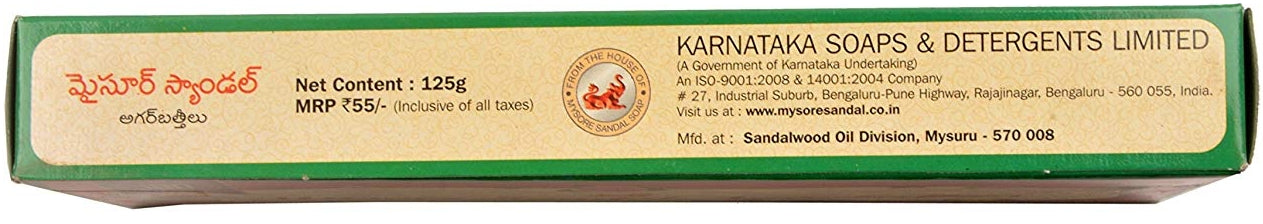 మైసూర్ స్యాండల్
అగర్‌బత్తీలు
Net Content : 125g
MRP ₹55/- (Inclusive of all taxes)
FROM THE HOUSE OF
MYSORE SANDAL SOAP
KARNATAKA SOAPS & DETERGENTS LIMITED
(A Government of Karnataka Undertaking)
An ISO-9001:2008 & 14001:2004 Company
# 27, Industrial Suburb, Bengaluru-Pune Highway, Rajajinagar, Bengaluru - 560 055, India.
Visit us at : www.mysoresandal.co.in
Mfd. at : Sandalwood Oil Division, Mysuru - 570 008